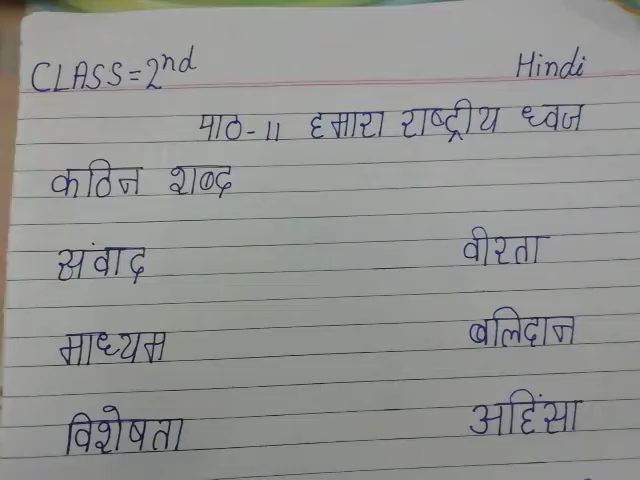 CLASS=2nd Hindi
पाठ-11 हमारा राष्ट्रीय ध्वज
कठिन शब्द
संवाद वीरता
माध्यम बलिदान
विशेषता अहिंसा